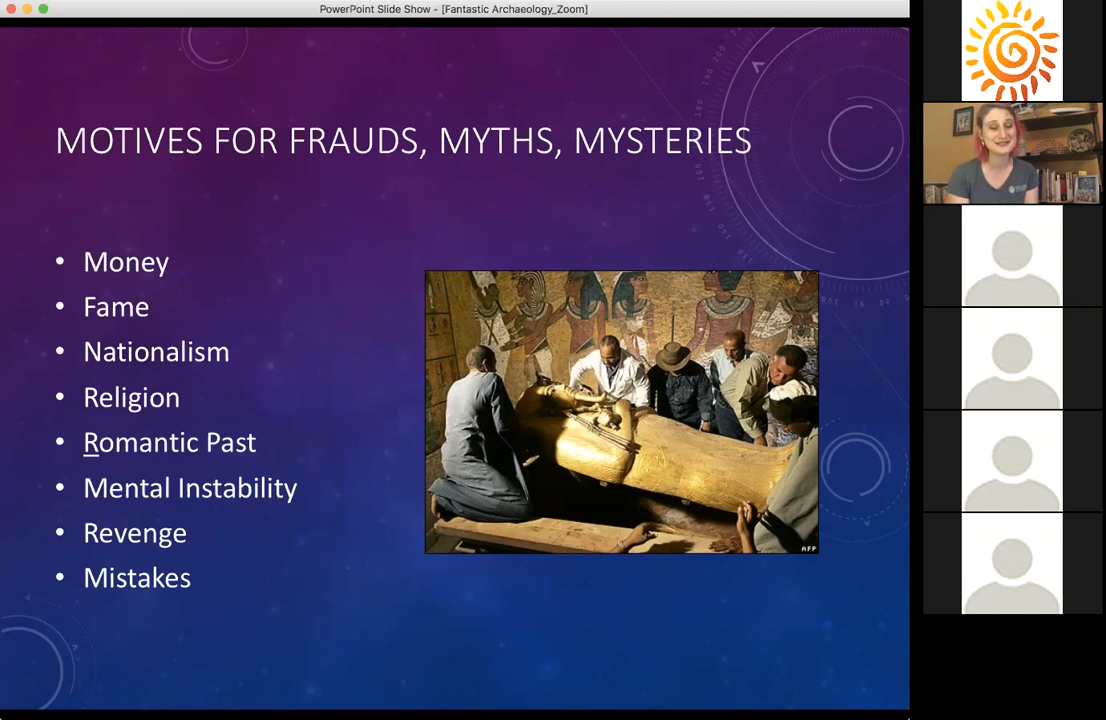 PowerPoint Slide Show - [Fantastic Archaeology_Zoom]
MOTIVES FOR FRAUDS, MYTHS, MYSTERIES
• Money
• Fame
• Nationalism
• Religion
• Romantic Past
• Mental Instability
• Revenge
• Mistakes
AFP